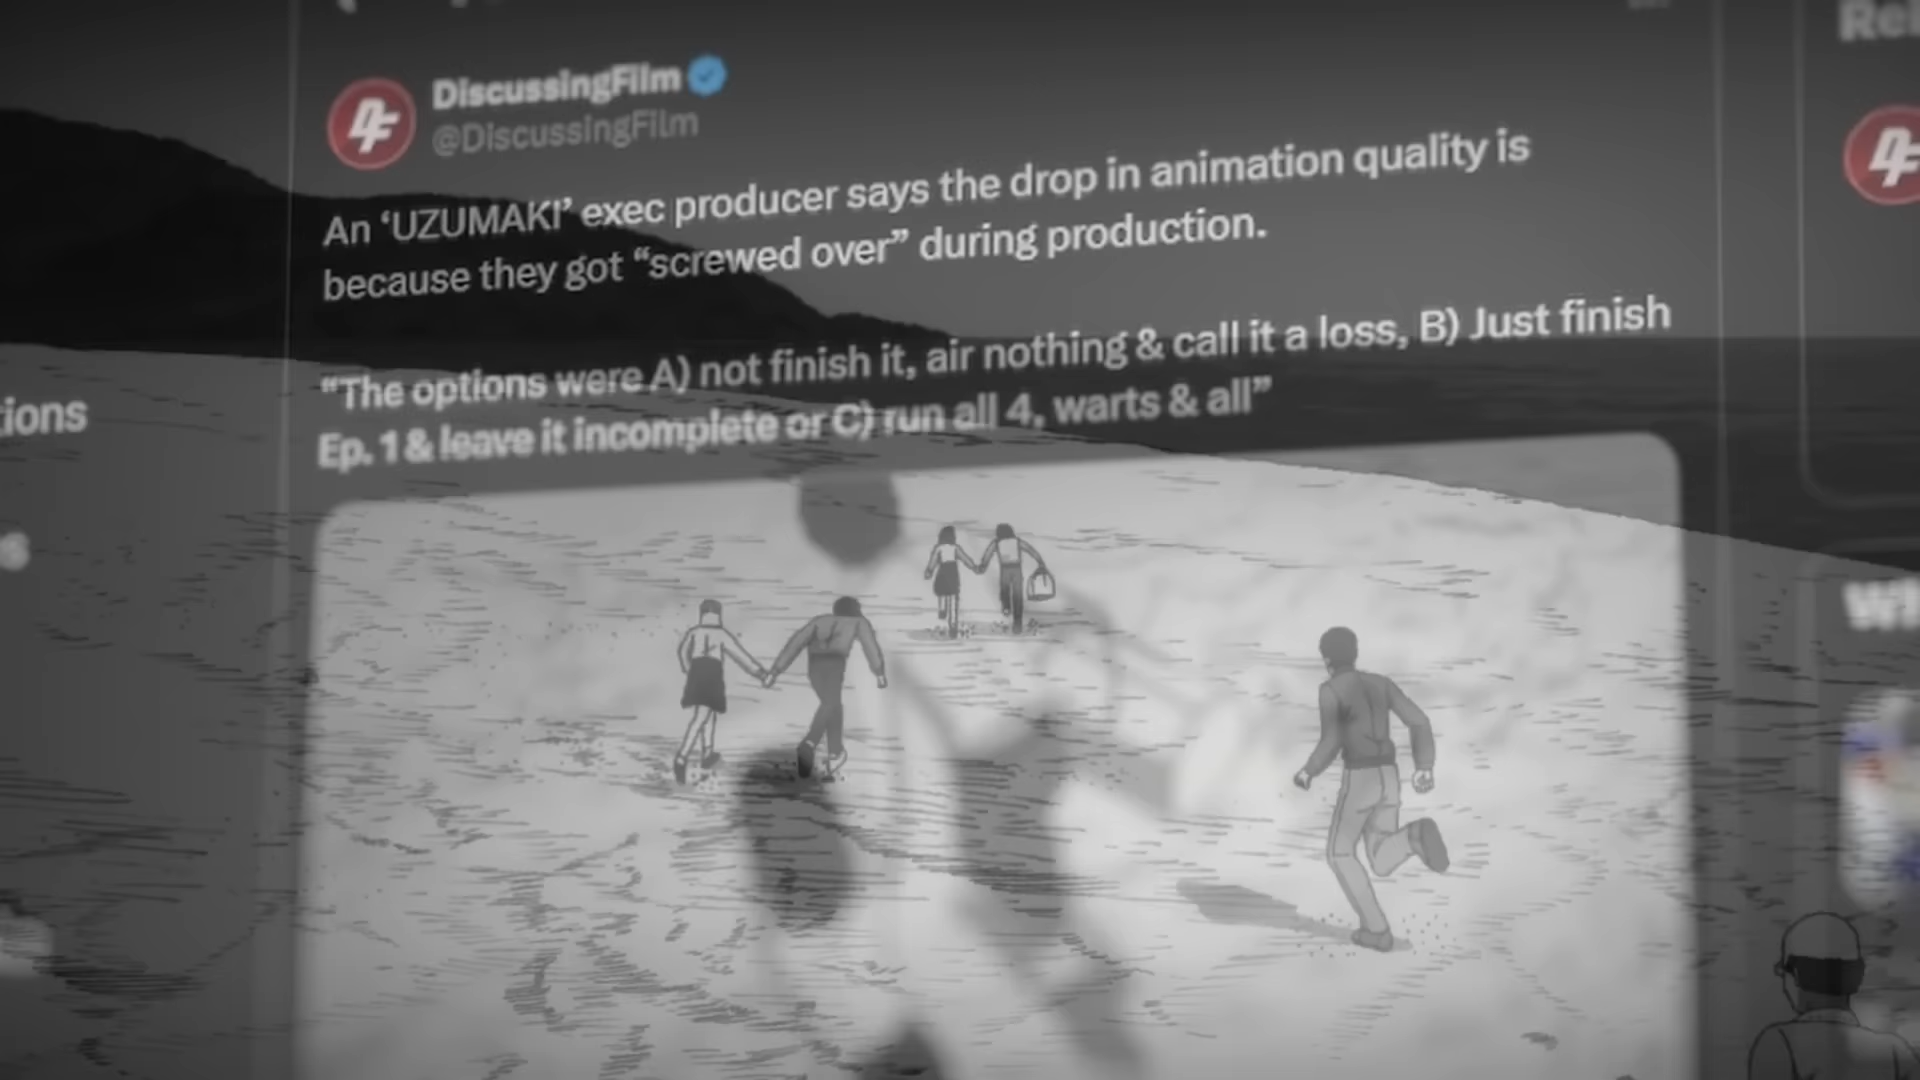 DiscussingFilm
@DiscussingFilm
An ‘UZUMAKI’ exec producer says the drop in animation quality is
because they got “screwed over” during production.
“The options were A) not finish it, air nothing & call it a loss, B) Just finish
Ep. 1 & leave it incomplete or C) run all 4, warts & all”